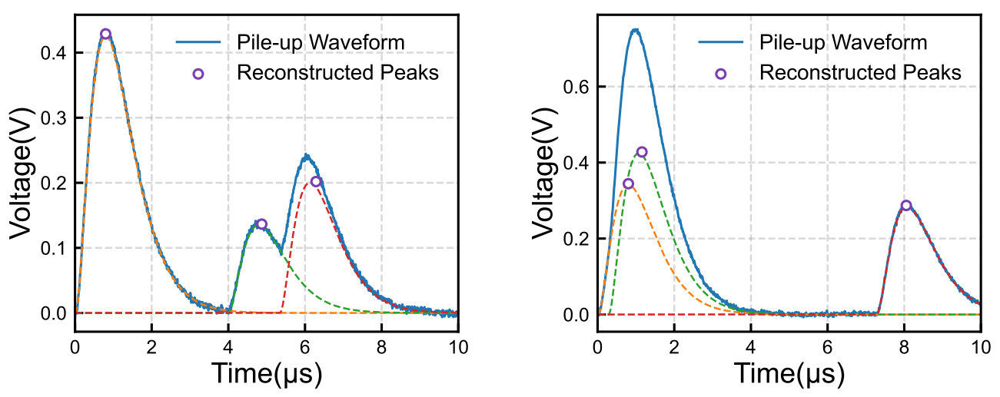 Pile-up Waveform
Reconstructed Peaks
0.4
0.3
0.2
0.1
0.0
Voltage(V)
0 2 4 6 8 10
Time(μs)
Pile-up Waveform
Reconstructed Peaks
0.6
0.4
0.2
0.0
Voltage(V)
0 2 4 6 8 10
Time(μs)